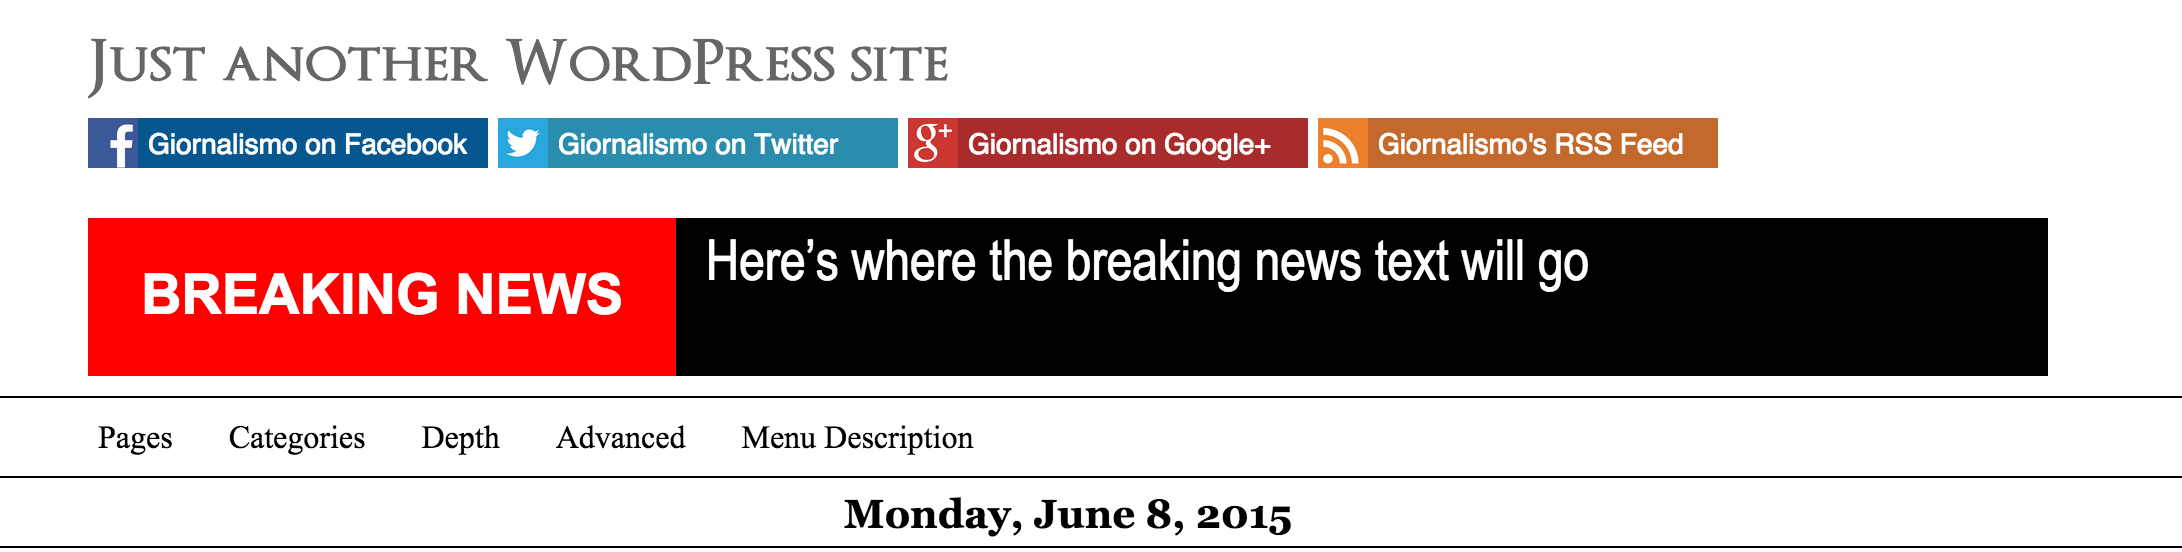 Just another WordPress site
f Giornalismo on Facebook Giornalismo on Twitter g+ Giornalismo on Google+ Giornalismo's RSS Feed
BREAKING NEWS Here’s where the breaking news text will go
Pages Categories Depth Advanced Menu Description
Monday, June 8, 2015